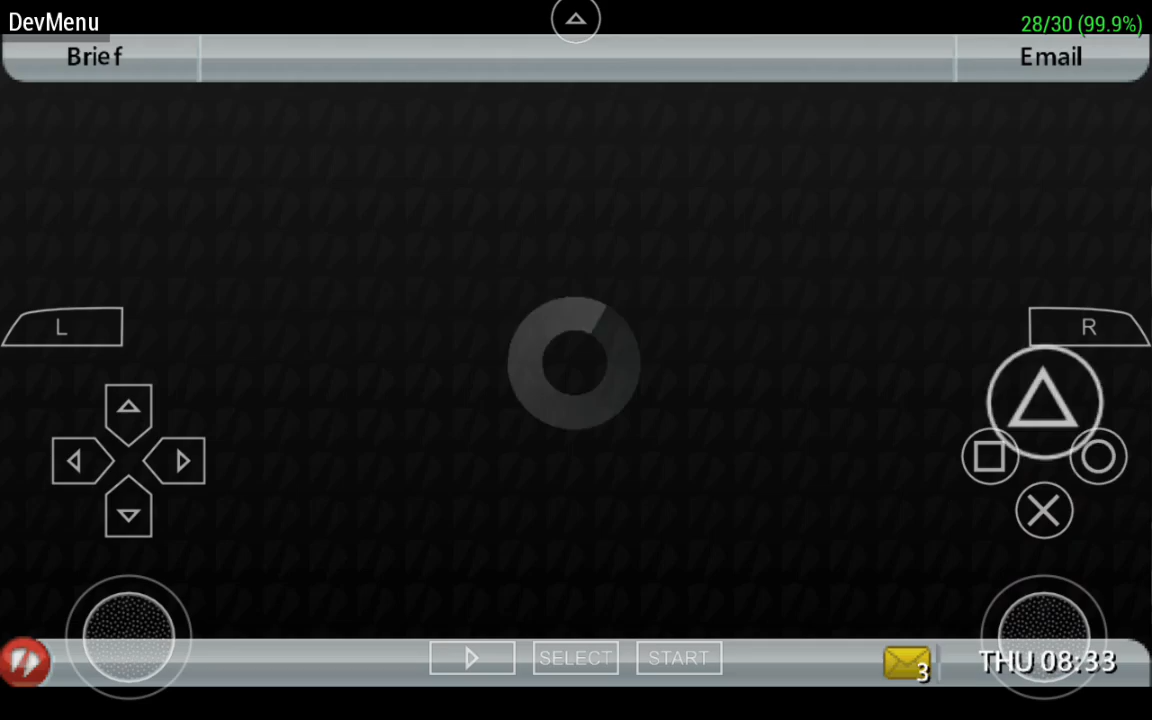 DevMenu
28/30 (99.9%)
Brief
Email
L
R
SELECT
START
3
THU 08:33